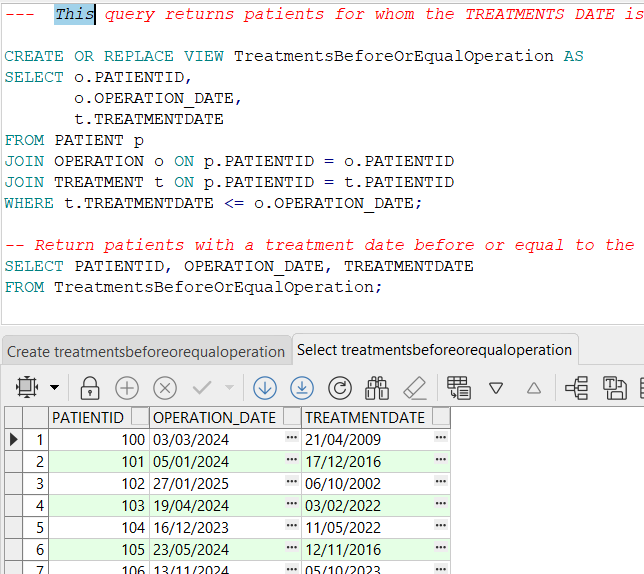 --- This query returns patients for whom the TREATMENTS DATE is
CREATE OR REPLACE VIEW TreatmentsBeforeOrEqualOperation AS
SELECT o.PATIENTID,
o.OPERATION_DATE,
t.TREATMENTDATE
FROM PATIENT p
JOIN OPERATION o ON p.PATIENTID = o.PATIENTID
JOIN TREATMENT t ON p.PATIENTID = t.PATIENTID
WHERE t.TREATMENTDATE <= o.OPERATION_DATE;
-- Return patients with a treatment date before or equal to the
SELECT PATIENTID, OPERATION_DATE, TREATMENTDATE
FROM TreatmentsBeforeOrEqualOperation;
Create treatmentsbeforeorequaloperation Select treatmentsbeforeorequaloperation
PATIENTID OPERATION_DATE TREATMENTDATE
1 100 03/03/2024 ... 21/04/2009 ...
2 101 05/01/2024 ... 17/12/2016 ...
3 102 27/01/2025 ... 06/10/2002 ...
4 103 19/04/2024 ... 03/02/2022 ...
5 104 16/12/2023 ... 11/05/2022 ...
6 105 23/05/2024 ... 12/11/2016 ...
7 106 13/11/2024 ... 05/10/2023 ...